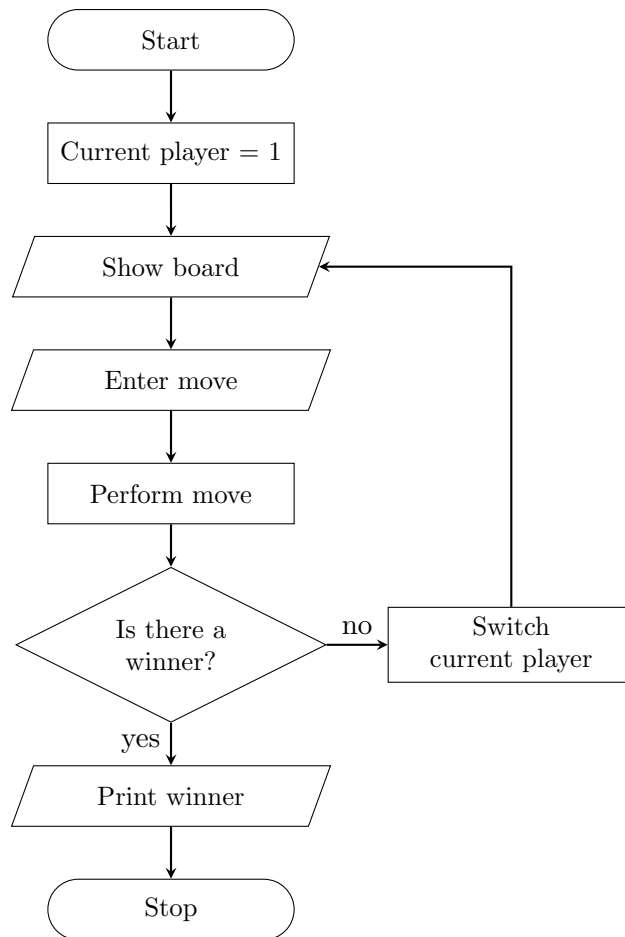 Start
Current player = 1
Show board
Enter move
Perform move
Is there a
winner?
no
Switch
current player
yes
Print winner
Stop